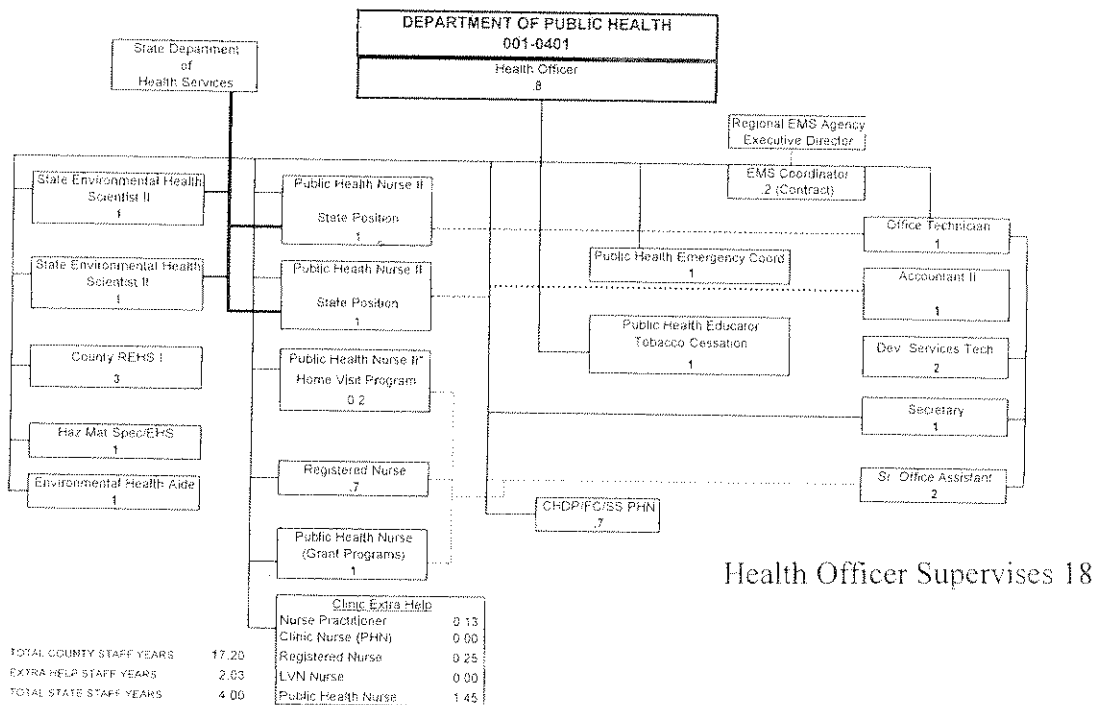 DEPARTMENT OF PUBLIC HEALTH
001-0401
Health Officer
.8
State Department
of
Health Services
Regional EMS Agency
Executive Director
EMS Coordinator
.2 (Contract)
State Environmental Health
Scientist II
1
State Environmental Health
Scientist II
1
County REHS I
3
Haz Mat Spec/EHS
1
Environmental Health Aide
1
Public Health Nurse II
State Position
1
Public Health Nurse II
State Position
1
Public Health Nurse II*
Home Visit Program
0.2
Registered Nurse
.7
Public Health Nurse
(Grant Programs)
1
Clinic Extra Help
Nurse Practitioner 0.13
Clinic Nurse (PHN) 0.00
Registered Nurse 0.25
LVN Nurse 0.00
Public Health Nurse 1.45
Public Health Emergency Coord
1
Public Health Educator
Tobacco Cessation
1
CHDP/FC/SS PHN
.7
Office Technician
1
Accountant II
1
Dev. Services Tech
2
Secretary
1
Sr. Office Assistant
2
Health Officer Supervises 18
TOTAL COUNTY STAFF YEARS 17.20
EXTRA HELP STAFF YEARS 2.03
TOTAL STATE STAFF YEARS 4.00